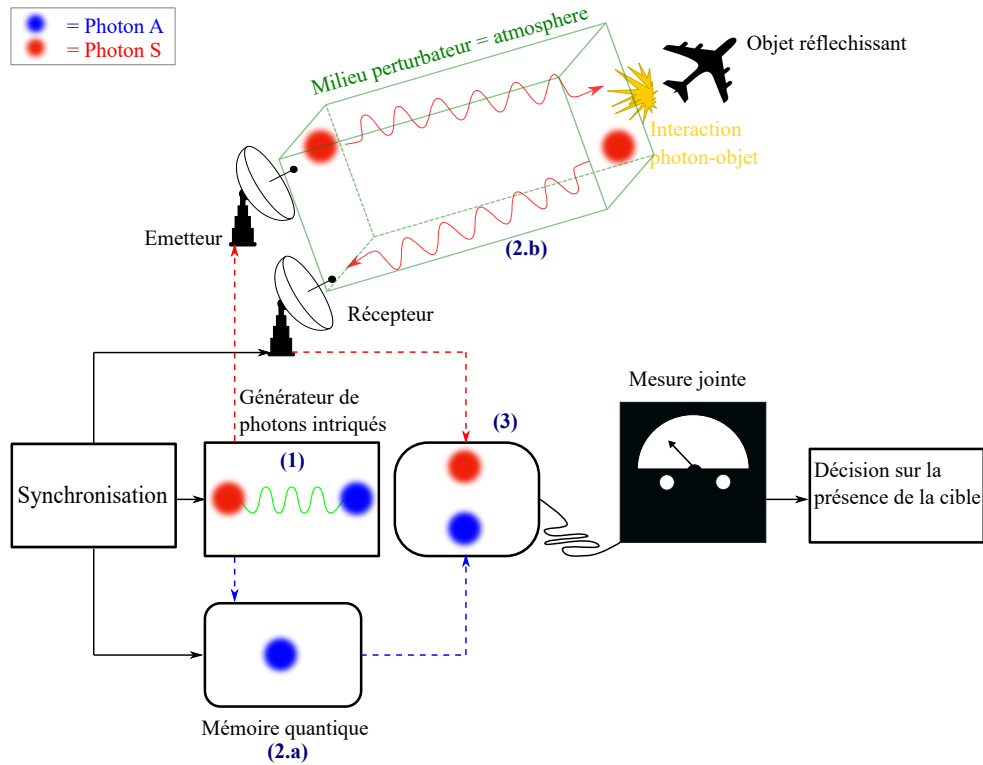 = Photon A
= Photon S
Milieu perturbateur = atmosphere
Objet réflechissant
Interaction
photon-objet
Emetteur
(2.b)
Récepteur
Générateur de
photons intriqués
(1)
(3)
Mesure jointe
Synchronisation
Décision sur la
présence de la cible
Mémoire quantique
(2.a)